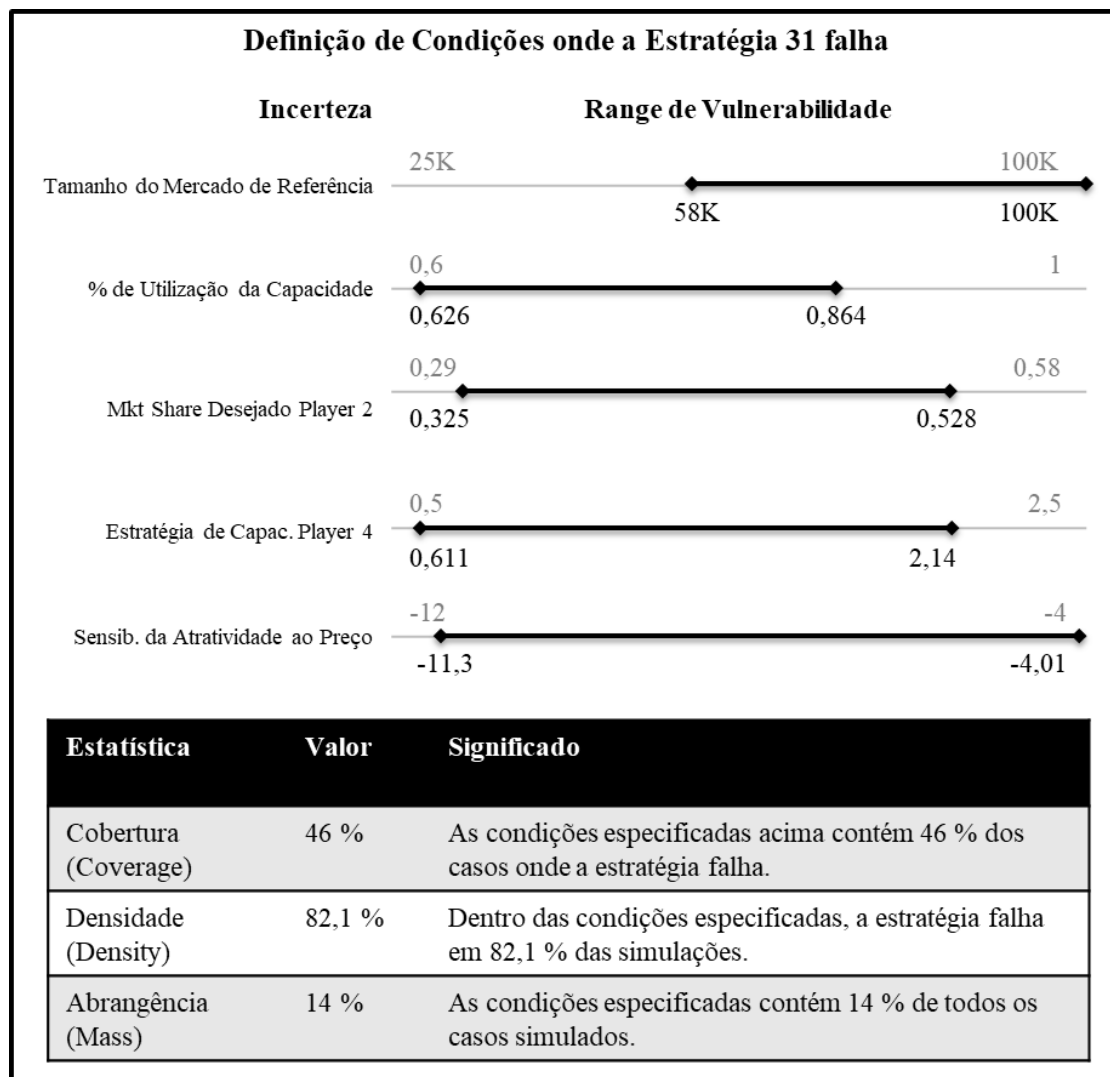 Definição de Condições onde a Estratégia 31 falha
Incerteza Range de Vulnerabilidade
25K 100K
Tamanho do Mercado de Referência
58K 100K
0,6 1
% de Utilização da Capacidade
0,626 0,864
0,29 0,58
Mkt Share Desejado Player 2
0,325 0,528
0,5 2,5
Estratégia de Capac. Player 4
0,611 2,14
-12 -4
Sensib. da Atratividade ao Preço
-11,3 -4,01
Estatística Valor Significado
Cobertura 46 % As condições especificadas acima contém 46 % dos
(Coverage) casos onde a estratégia falha.
Densidade 82,1 % Dentro das condições especificadas, a estratégia falha
(Density) em 82,1 % das simulações.
Abrangência 14 % As condições especificadas contém 14 % de todos os
(Mass) casos simulados.